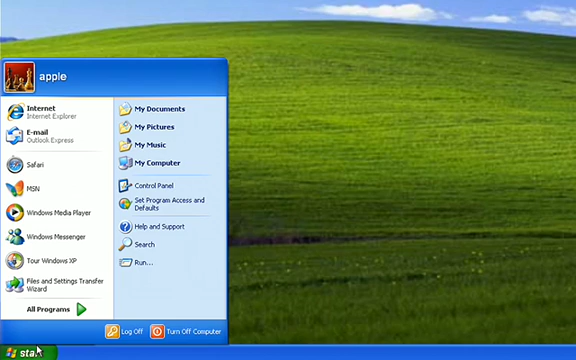 apple
Internet
Internet Explorer
E-mail
Outlook Express
Safari
MSN
Windows Media Player
Windows Messenger
Tour Windows XP
Files and Settings Transfer
Wizard
All Programs
My Documents
My Pictures
My Music
My Computer
Control Panel
Set Program Access and
Defaults
Help and Support
Search
Run...
Log Off
Turn Off Computer
start